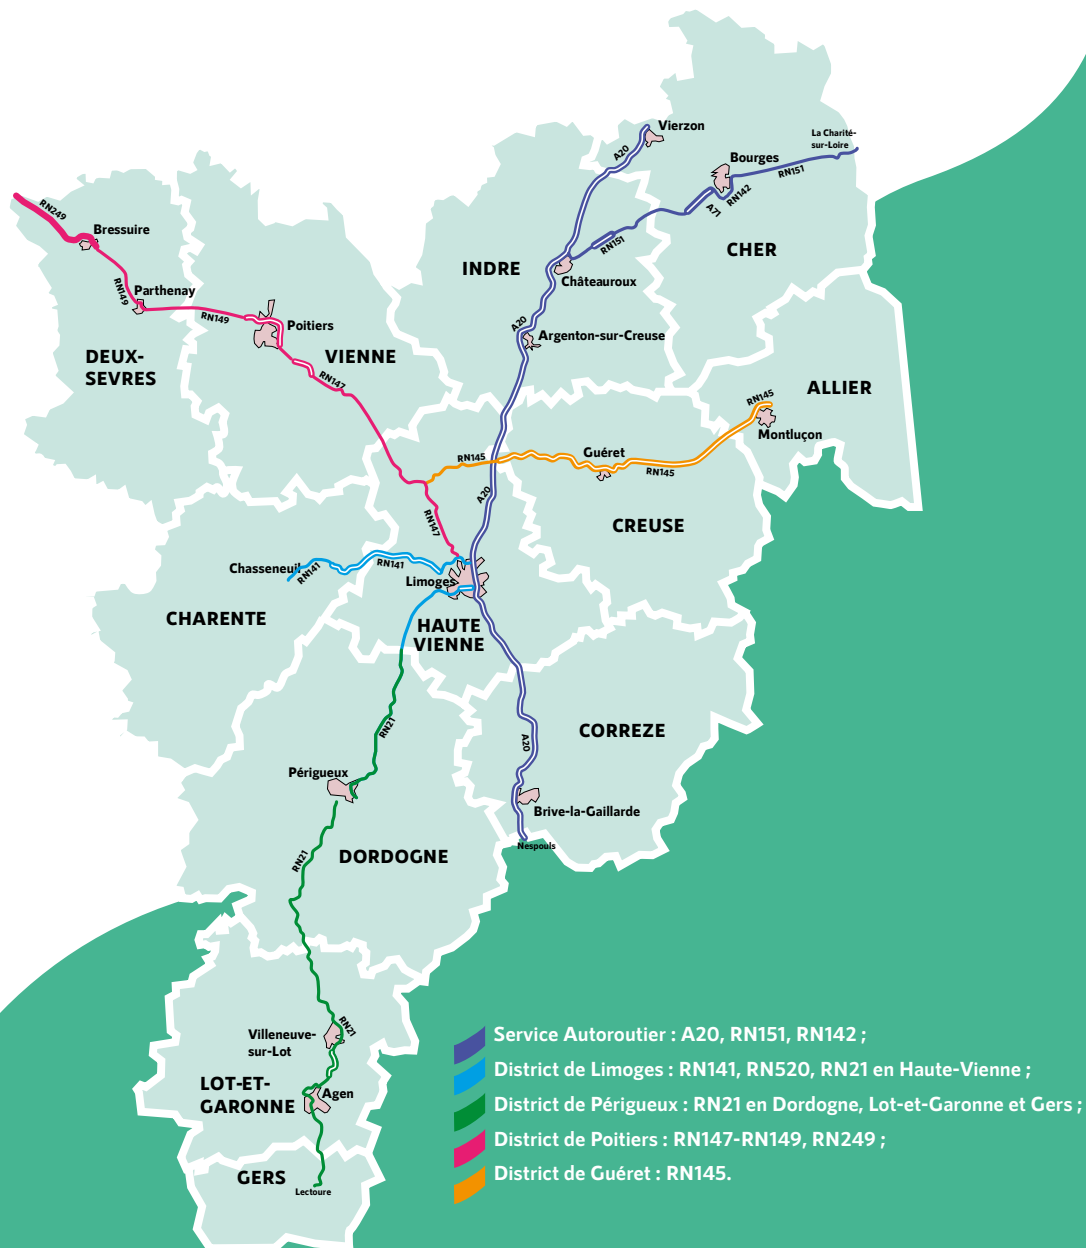 Vierzon
La Charité-
sur-Loire
A20
Bourges
RN151
RN142
A71
RN249
Bressuire
RN151
CHER
INDRE
Châteauroux
RN149
Parthenay
RN149
Poitiers
A20
Argenton-sur-Creuse
DEUX-
SEVRES
VIENNE
RN147
ALLIER
RN145
Montluçon
RN145
Guéret
RN145
A20
RN147
CREUSE
Chasseneuil
RN141
RN141
Limoges
CHARENTE
HAUTE
VIENNE
RN21
A20
CORREZE
Périgueux
Brive-la-Gaillarde
Nespouls
RN21
DORDOGNE
RN21
Villeneuve-
sur-Lot
LOT-ET-
GARONNE
Agen
GERS
Lectoure
Service Autoroutier : A20, RN151, RN142 ;
District de Limoges : RN141, RN520, RN21 en Haute-Vienne ;
District de Périgueux : RN21 en Dordogne, Lot-et-Garonne et Gers ;
District de Poitiers : RN147-RN149, RN249 ;
District de Guéret : RN145.